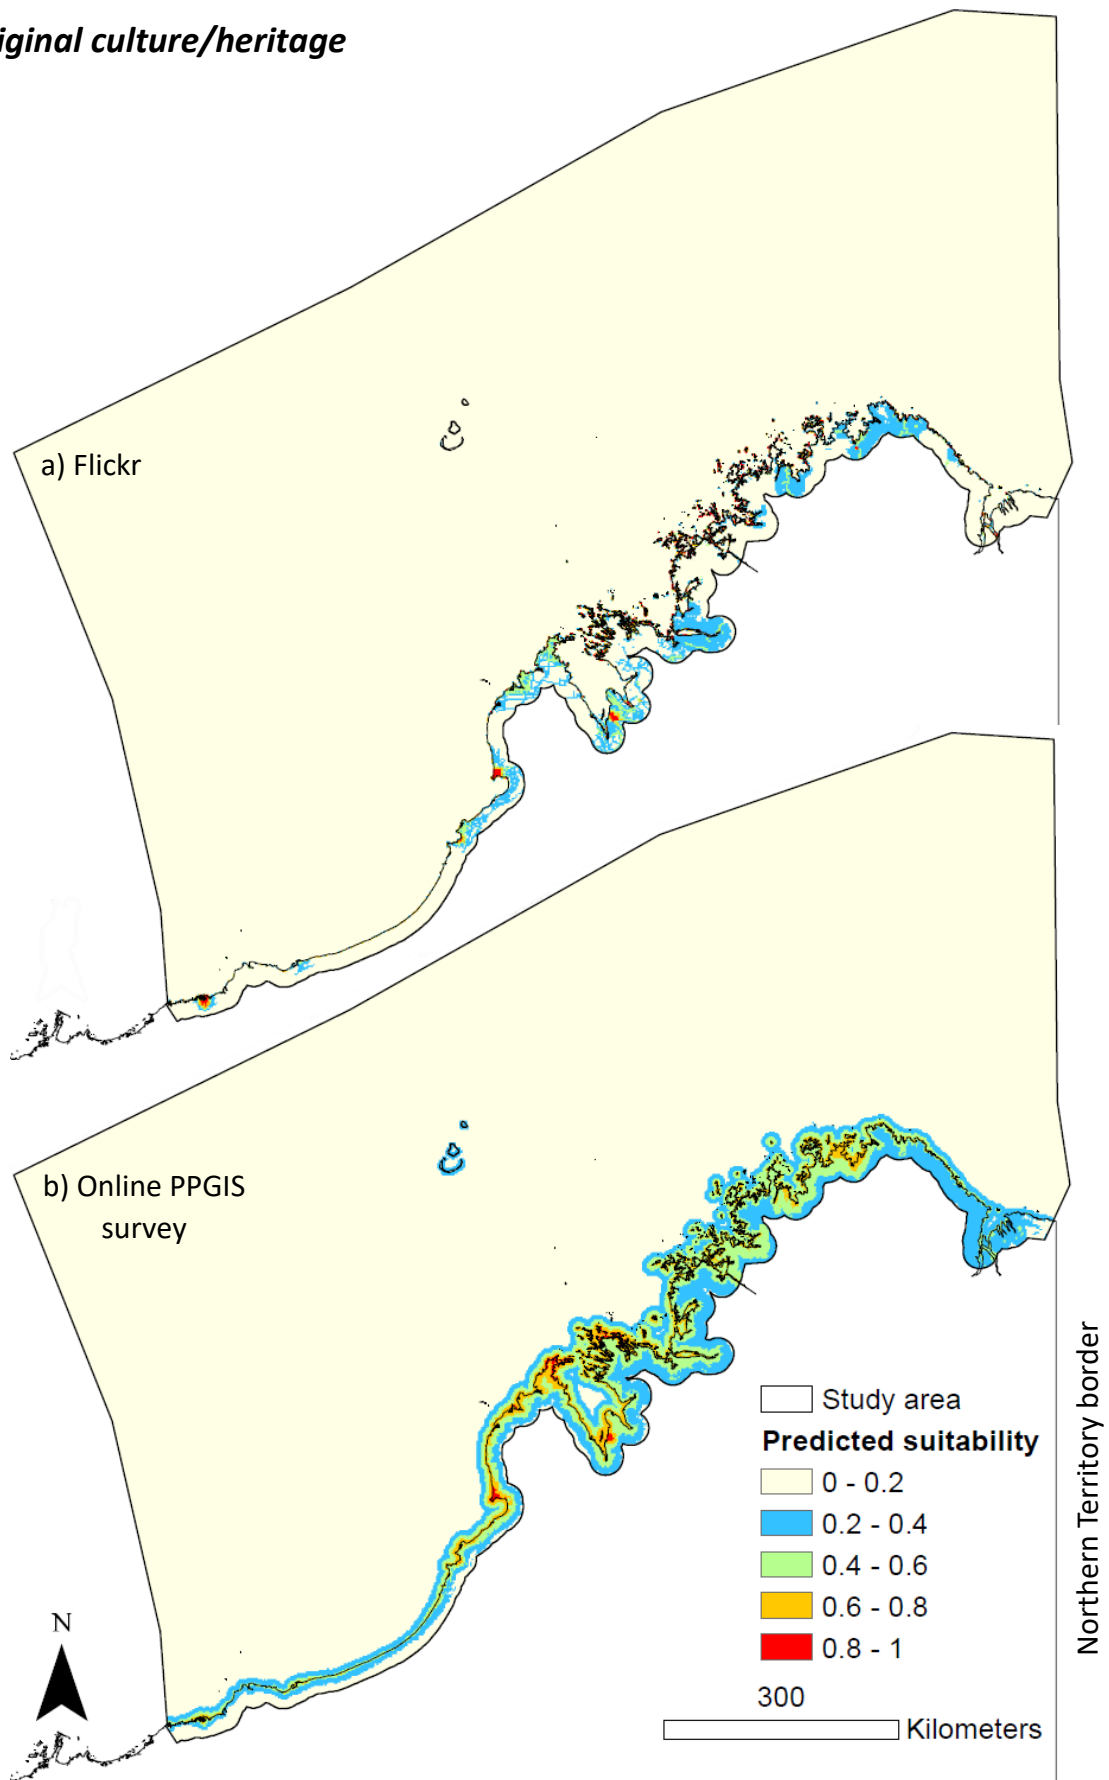 iginal culture/heritage
a) Flickr
b) Online PPGIS
survey
Study area
Predicted suitability
0 - 0.2
0.2 - 0.4
0.4 - 0.6
0.6 - 0.8
0.8 - 1
N
300
Kilometers
Northern Territory border